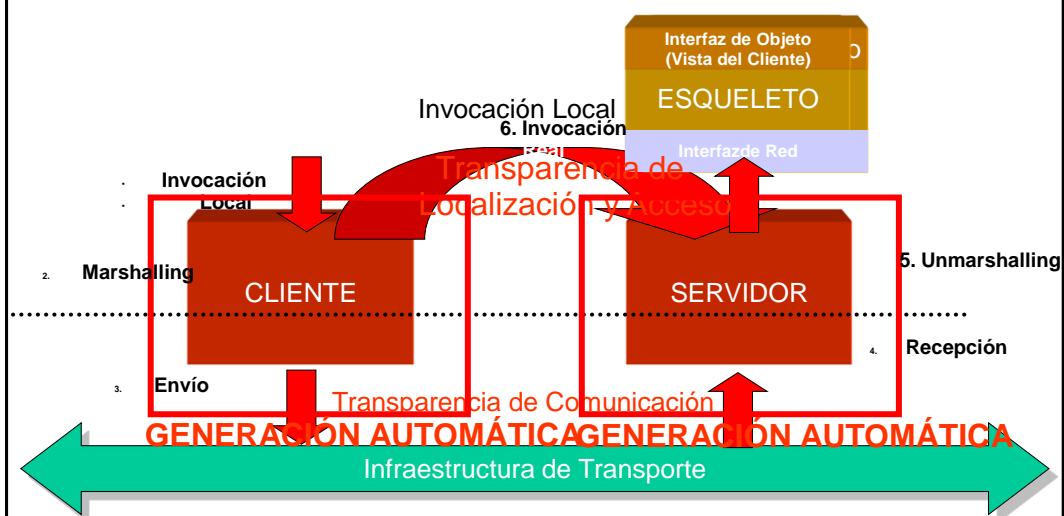 Interfaz de Objeto
(Vista del Cliente)
ESQUELETO
Interfazde Red
Invocación Local
6. Invocación
Real
Transparencia de
Localización y Acceso
Invocación
Local
2. Marshalling
CLIENTE
SERVIDOR
5. Unmarshalling
4. Recepción
3. Envío
Transparencia de Comunicación
GENERACIÓN AUTOMÁTICA
GENERACIÓN AUTOMÁTICA
Infraestructura de Transporte